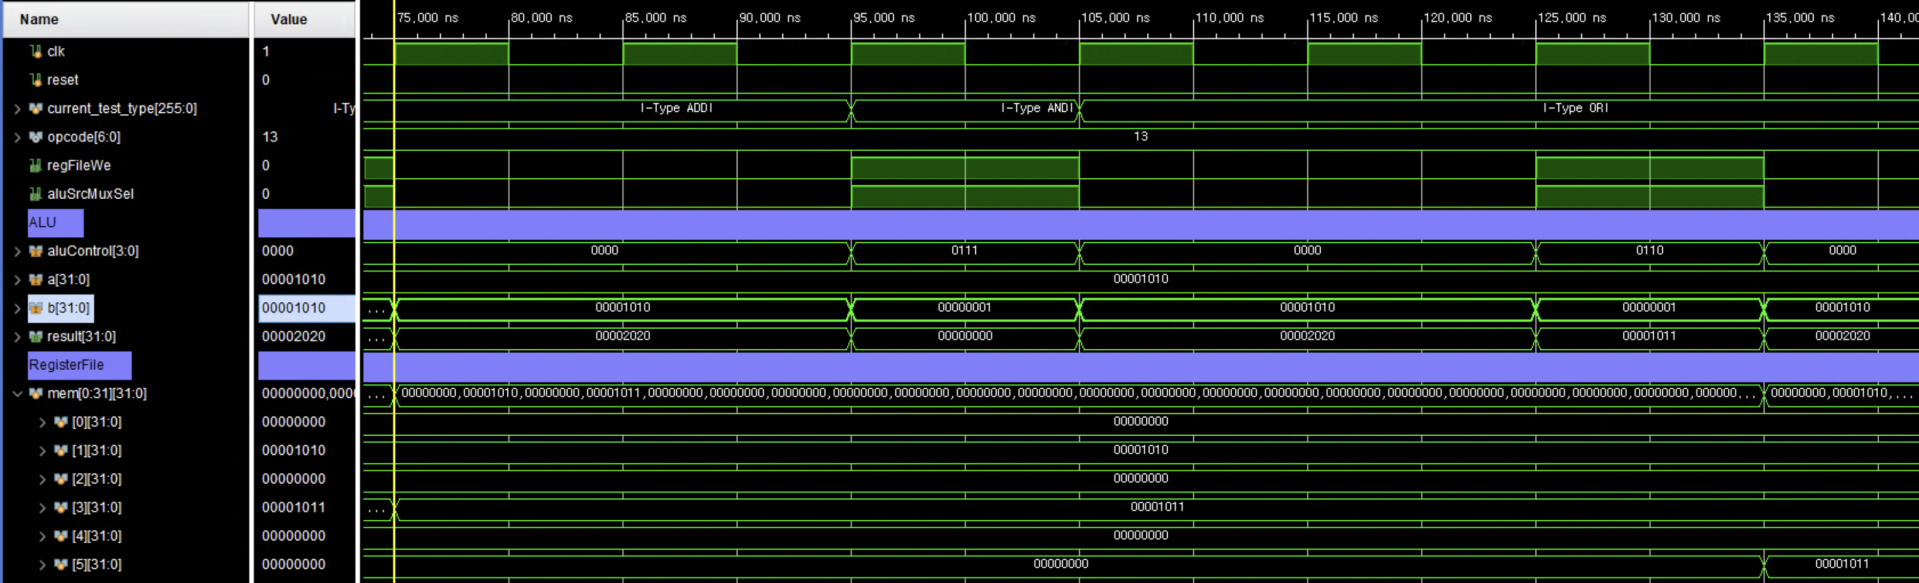 Name Value 75,000 ns 80,000 ns 85,000 ns 90,000 ns 95,000 ns 100,000 ns 105,000 ns 110,000 ns 115,000 ns 120,000 ns 125,000 ns 130,000 ns 135,000 ns 140,0
clk 1
reset 0
current_test_type[255:0] I-Ty I-Type ADDI I-Type ANDI I-Type ORI
opcode[6:0] 13 13
regFileWe 0
aluSrcMuxSel 0
ALU
aluControl[3:0] 0000 0000 0111 0000 0110 0000
a[31:0] 00001010 00001010
b[31:0] 00001010 ... 00001010 00000001 00001010 00000001 00001010
result[31:0] 00002020 ... 00002020 00000000 00002020 00001011 00002020
RegisterFile
mem[0:31][31:0] 00000000,0000 ... 00000000,00001010,00000000,00001011,00000000,00000000,00000000,00000000,00000000,00000000,00000000,00000000,00000000,00000000,00000000,00000000,00000000,00000000,00000000,00000000,00000000,00000000,000000... 00000000,00001010,...
[0][31:0] 00000000 00000000
[1][31:0] 00001010 00001010
[2][31:0] 00000000 00000000
[3][31:0] 00001011 ... 00001011
[4][31:0] 00000000 00000000
[5][31:0] 00000000 00000000 00001011